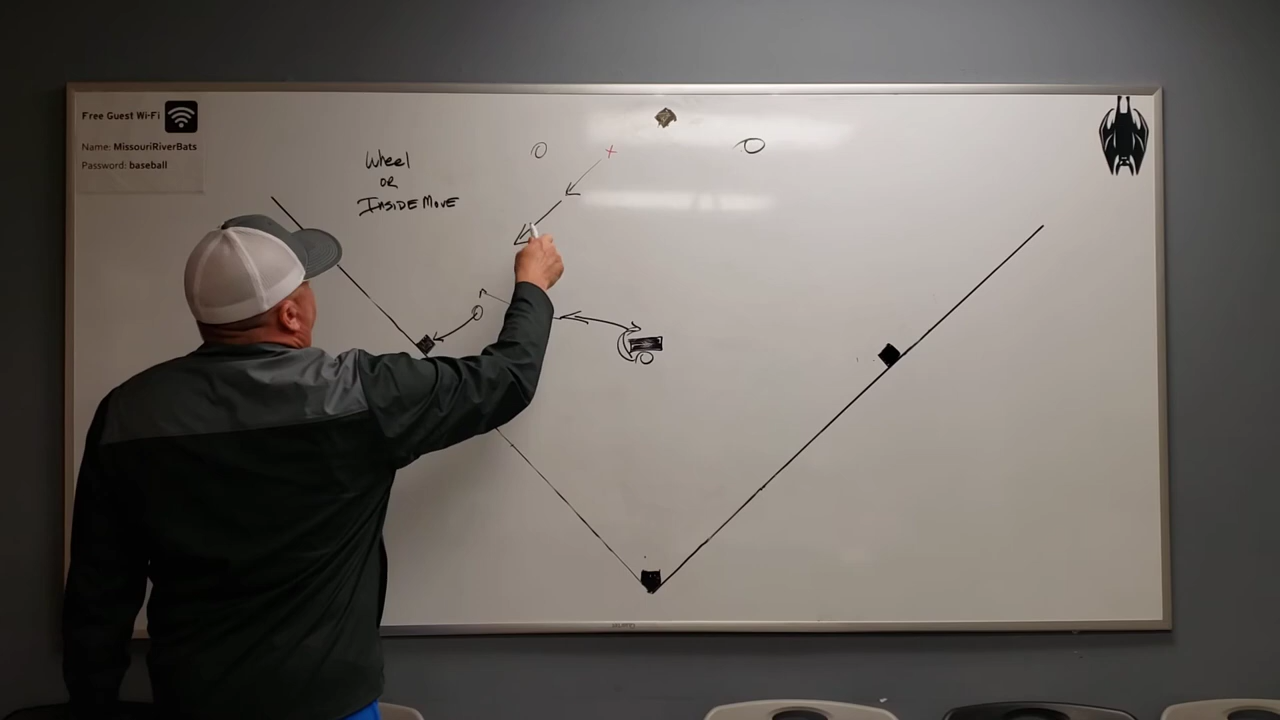 Free Guest Wi-Fi
Name: MissouriRiverBats
Password: baseball
Wheel
OR
INSIDE MOVE